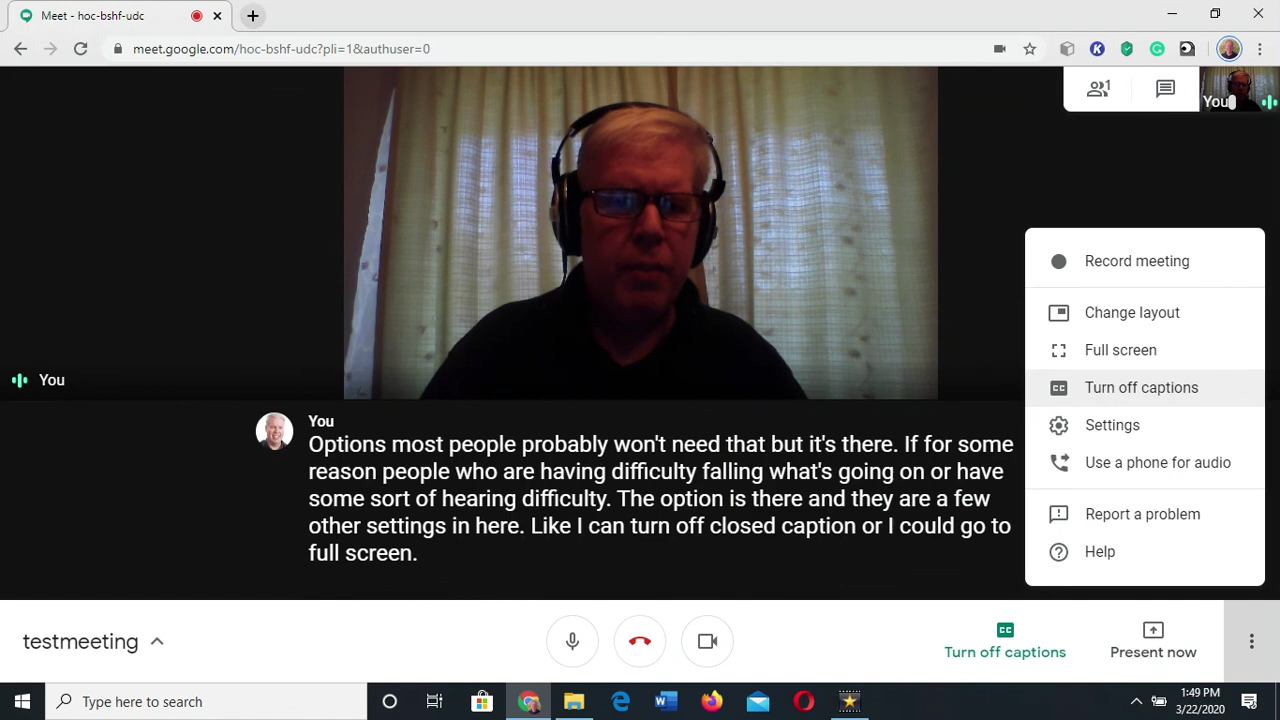 Meet - hoc-bshf-udc
meet.google.com/hoc-bshf-udc?pli=1&authuser=0
You
Record meeting
Change layout
Full screen
Turn off captions
Settings
Use a phone for audio
Report a problem
Help
You
You
Options most people probably won't need that but it's there. If for some
reason people who are having difficulty falling what's going on or have
some sort of hearing difficulty. The option is there and they are a few
other settings in here. Like I can turn off closed caption or I could go to
full screen.
testmeeting
Turn off captions
Present now
Type here to search
1:49 PM
3/22/2020